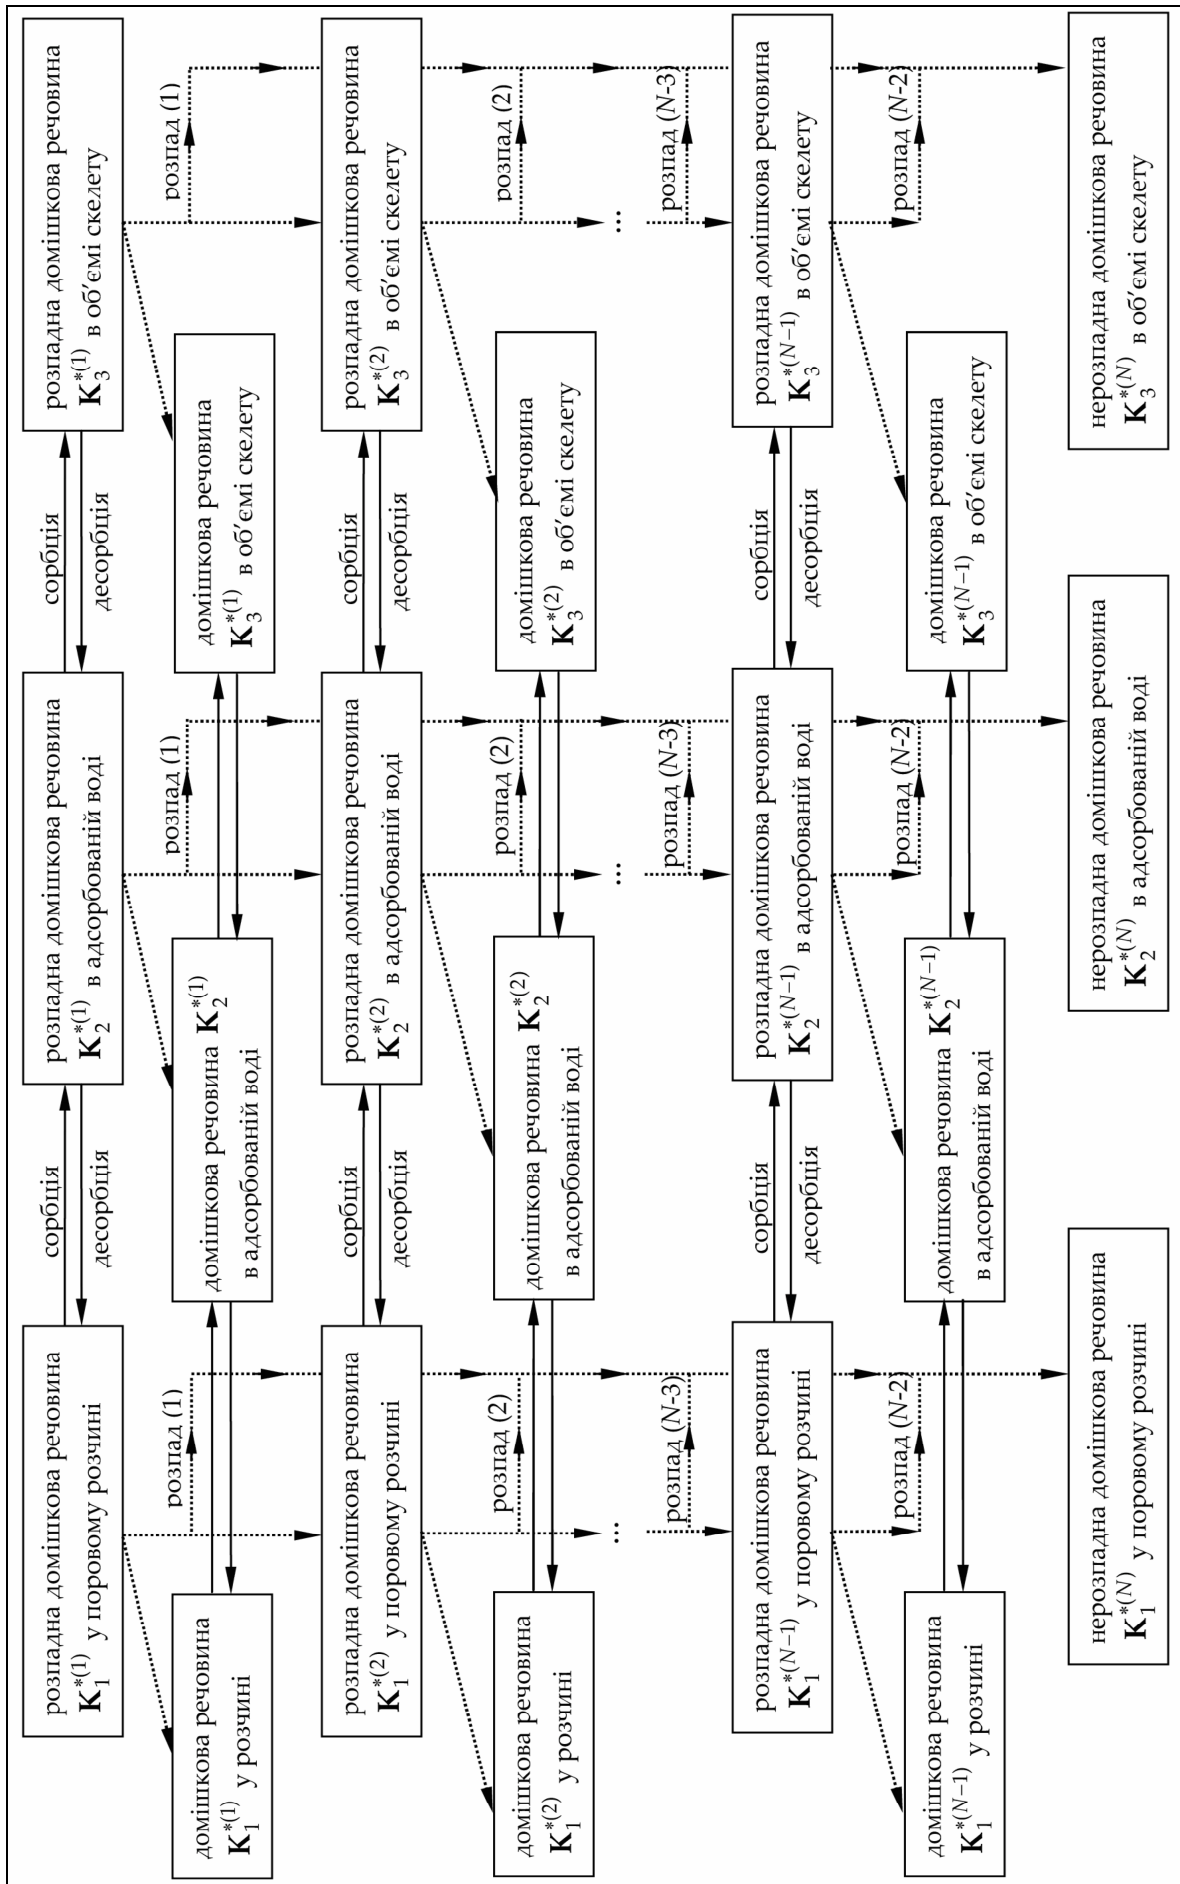 розпадна домішкова речовина
K₁*⁽¹⁾ у поровому розчині
сорбція
десорбція
розпадна домішкова речовина
K₂*⁽¹⁾ в адсорбованій воді
сорбція
десорбція
розпадна домішкова речовина
K₃*⁽¹⁾ в об'ємі скелету
розпад (1)
розпад (1)
розпад (1)
домішкова речовина
K₁*⁽¹⁾ у розчині
домішкова речовина K₂*⁽¹⁾
в адсорбованій воді
домішкова речовина
K₃*⁽¹⁾ в об'ємі скелету
розпадна домішкова речовина
K₁*⁽²⁾ у поровому розчині
сорбція
десорбція
розпадна домішкова речовина
K₂*⁽²⁾ в адсорбованій воді
сорбція
десорбція
розпадна домішкова речовина
K₃*⁽²⁾ в об'ємі скелету
розпад (2)
розпад (2)
розпад (2)
домішкова речовина
K₁*⁽²⁾ у розчині
домішкова речовина K₂*⁽²⁾
в адсорбованій воді
домішкова речовина
K₃*⁽²⁾ в об'ємі скелету
...
...
...
розпад (N-3)
розпад (N-3)
розпад (N-3)
розпадна домішкова речовина
K₁*⁽ᴺ⁻¹⁾ у поровому розчині
сорбція
десорбція
розпадна домішкова речовина
K₂*⁽ᴺ⁻¹⁾ в адсорбованій воді
сорбція
десорбція
розпадна домішкова речовина
K₃*⁽ᴺ⁻¹⁾ в об'ємі скелету
розпад (N-2)
розпад (N-2)
розпад (N-2)
домішкова речовина
K₁*⁽ᴺ⁻¹⁾ у розчині
домішкова речовина K₂*⁽ᴺ⁻¹⁾
в адсорбованій воді
домішкова речовина
K₃*⁽ᴺ⁻¹⁾ в об'ємі скелету
нерозпадна домішкова речовина
K₁*⁽ᴺ⁾ у поровому розчині
нерозпадна домішкова речовина
K₂*⁽ᴺ⁾ в адсорбованій воді
нерозпадна домішкова речовина
K₃*⁽ᴺ⁾ в об'ємі скелету